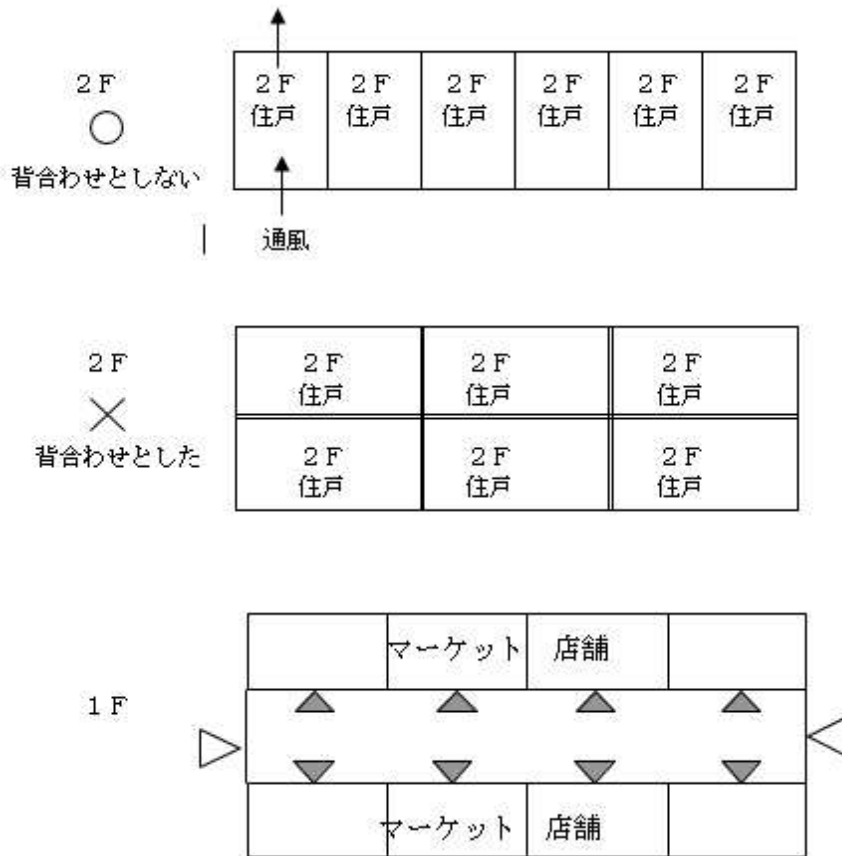 ２Ｆ
背合わせとしない
２Ｆ ２Ｆ ２Ｆ ２Ｆ ２Ｆ ２Ｆ
住戸 住戸 住戸 住戸 住戸 住戸
通風
２Ｆ
背合わせとした
２Ｆ ２Ｆ ２Ｆ
住戸 住戸 住戸
２Ｆ ２Ｆ ２Ｆ
住戸 住戸 住戸
１Ｆ
マーケット 店舗
マーケット 店舗